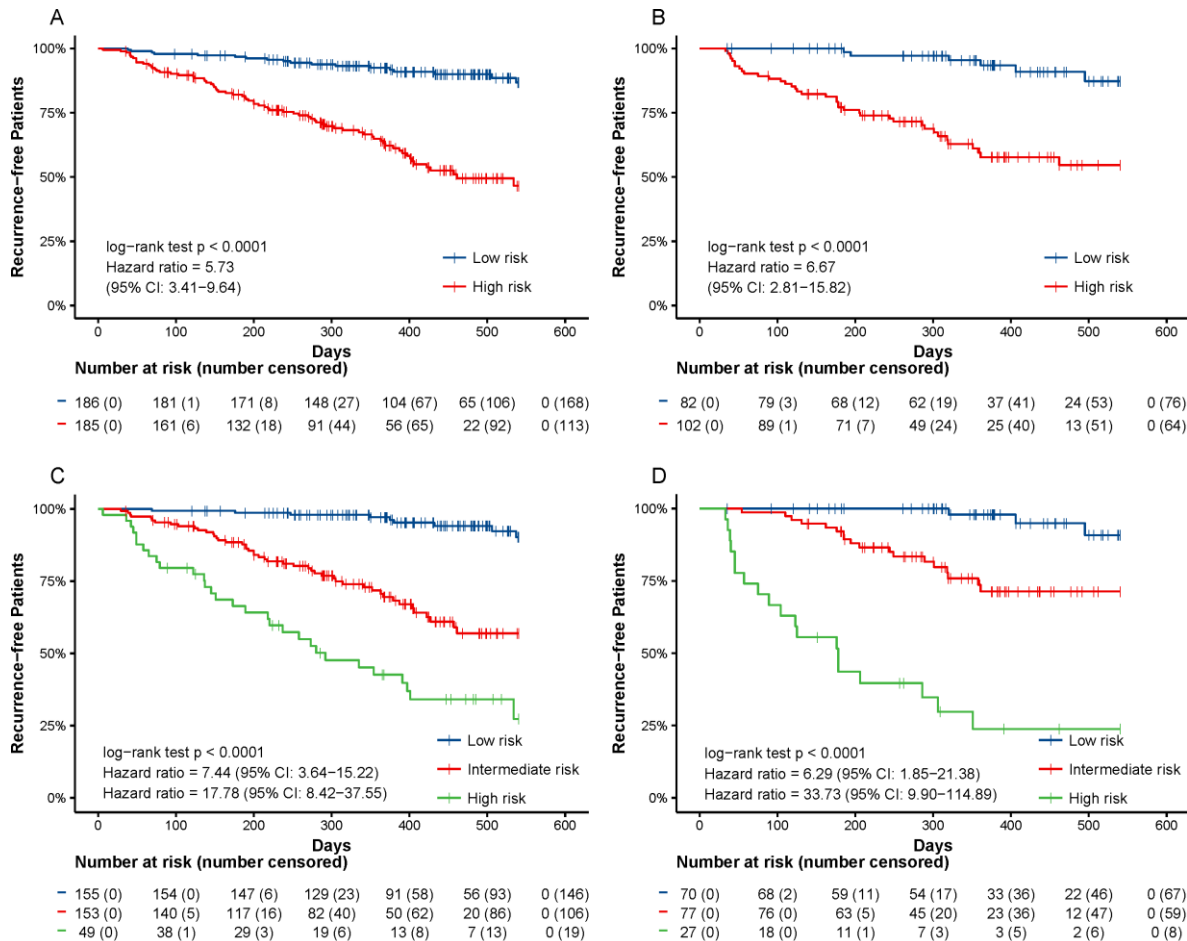 A
Recurrence−free Patients
100%
75%
50%
25%
0%
log−rank test p < 0.0001
Hazard ratio = 5.73
(95% CI: 3.41−9.64)
Low risk
High risk
0 100 200 300 400 500 600
Days
Number at risk (number censored)
186 (0) 181 (1) 171 (8) 148 (27) 104 (67) 65 (106) 0 (168)
185 (0) 161 (6) 132 (18) 91 (44) 56 (65) 22 (92) 0 (113)
B
Recurrence−free Patients
100%
75%
50%
25%
0%
log−rank test p < 0.0001
Hazard ratio = 6.67
(95% CI: 2.81−15.82)
Low risk
High risk
0 100 200 300 400 500 600
Days
Number at risk (number censored)
82 (0) 79 (3) 68 (12) 62 (19) 37 (41) 24 (53) 0 (76)
102 (0) 89 (1) 71 (7) 49 (24) 25 (40) 13 (51) 0 (64)
C
Recurrence−free Patients
100%
75%
50%
25%
0%
log−rank test p < 0.0001
Hazard ratio = 7.44 (95% CI: 3.64−15.22)
Hazard ratio = 17.78 (95% CI: 8.42−37.55)
Low risk
Intermediate risk
High risk
0 100 200 300 400 500 600
Days
Number at risk (number censored)
155 (0) 154 (0) 147 (6) 129 (23) 91 (58) 56 (93) 0 (146)
153 (0) 140 (5) 117 (16) 82 (40) 50 (62) 20 (86) 0 (106)
49 (0) 38 (1) 29 (3) 19 (6) 13 (8) 7 (13) 0 (19)
D
Recurrence−free Patients
100%
75%
50%
25%
0%
log−rank test p < 0.0001
Hazard ratio = 6.29 (95% CI: 1.85−21.38)
Hazard ratio = 33.73 (95% CI: 9.90−114.89)
Low risk
Intermediate risk
High risk
0 100 200 300 400 500 600
Days
Number at risk (number censored)
70 (0) 68 (2) 59 (11) 54 (17) 33 (36) 22 (46) 0 (67)
77 (0) 76 (0) 63 (5) 45 (20) 23 (36) 12 (47) 0 (59)
27 (0) 18 (0) 11 (1) 7 (3) 3 (5) 2 (6) 0 (8)